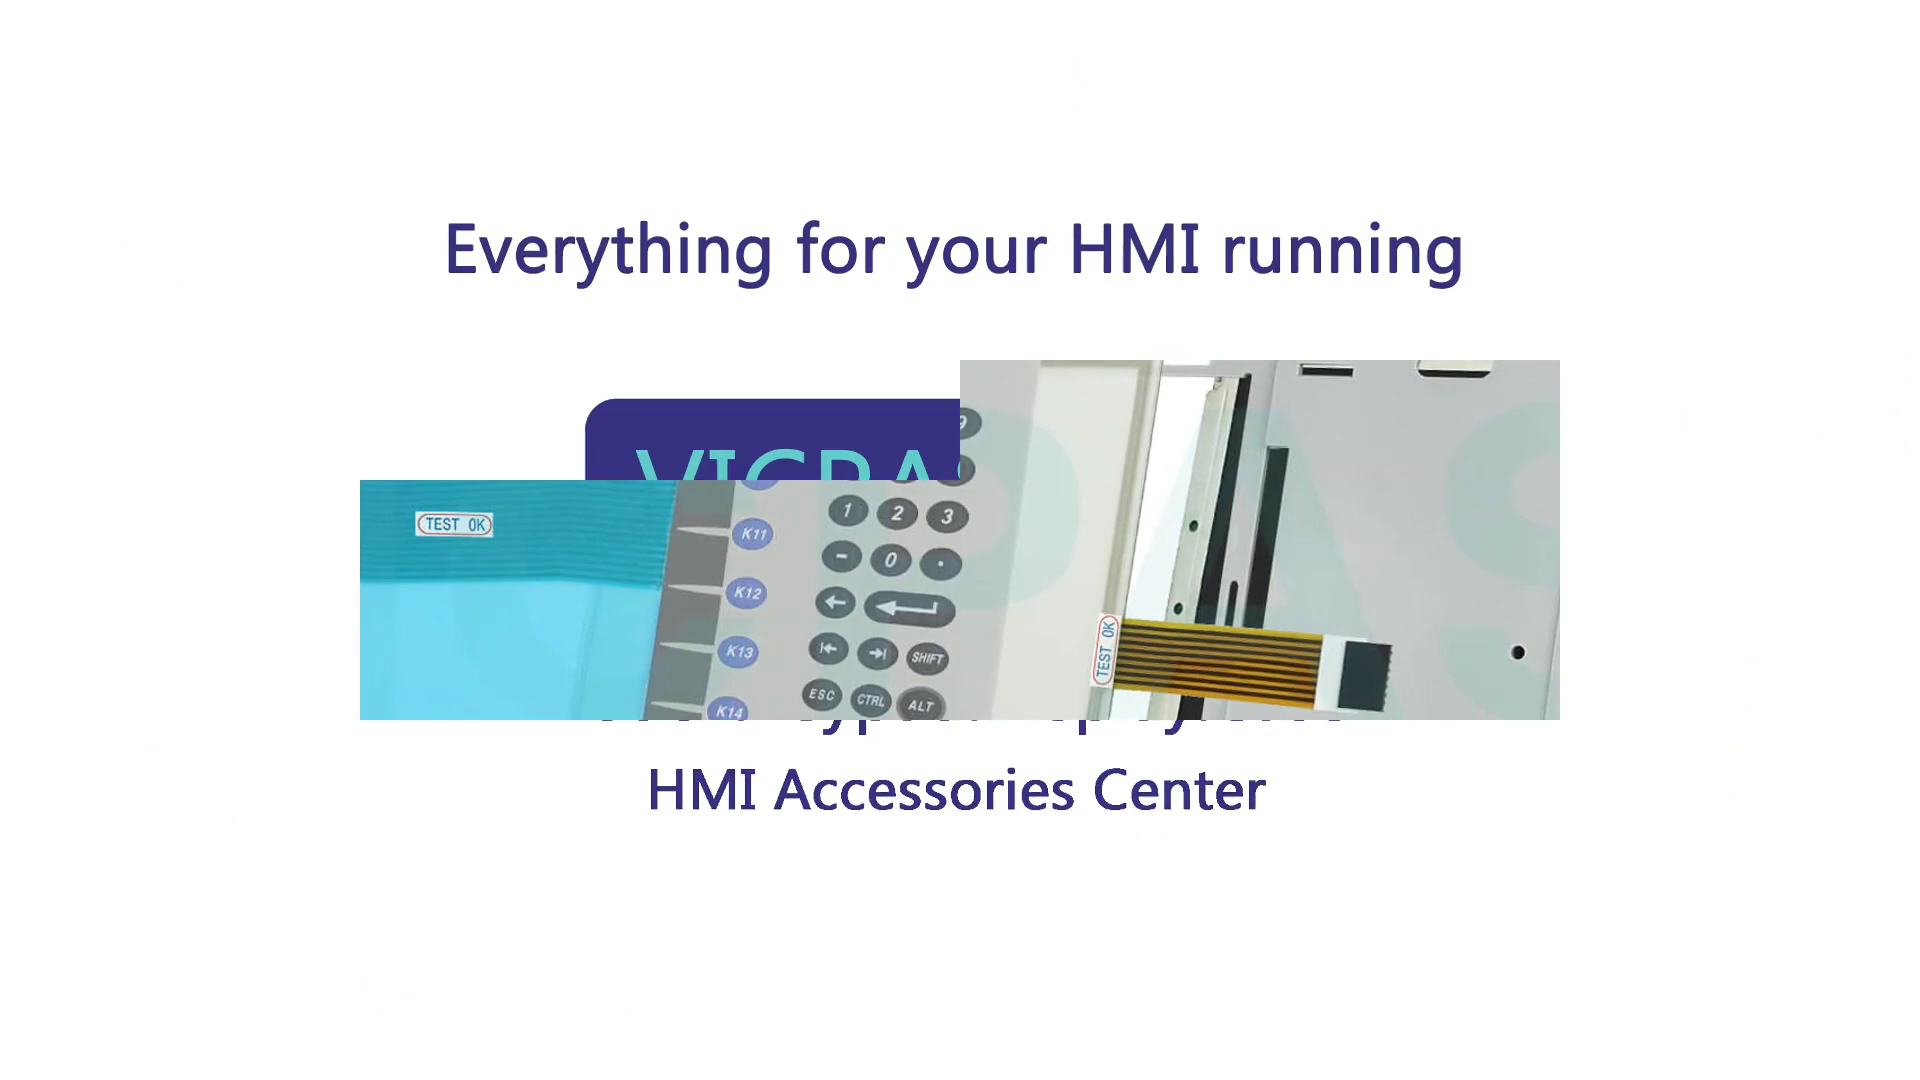 Everything for your HMI running
TEST OK
K11
K12
K13
K14
1 2 3
- 0 .
SHIFT
ESC CTRL ALT
TEST OK
HMI Accessories Center